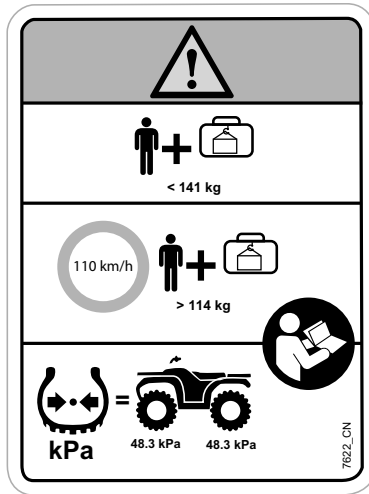 < 141 kg
110 km/h
> 114 kg
=
kPa
48.3 kPa 48.3 kPa
7622_CN